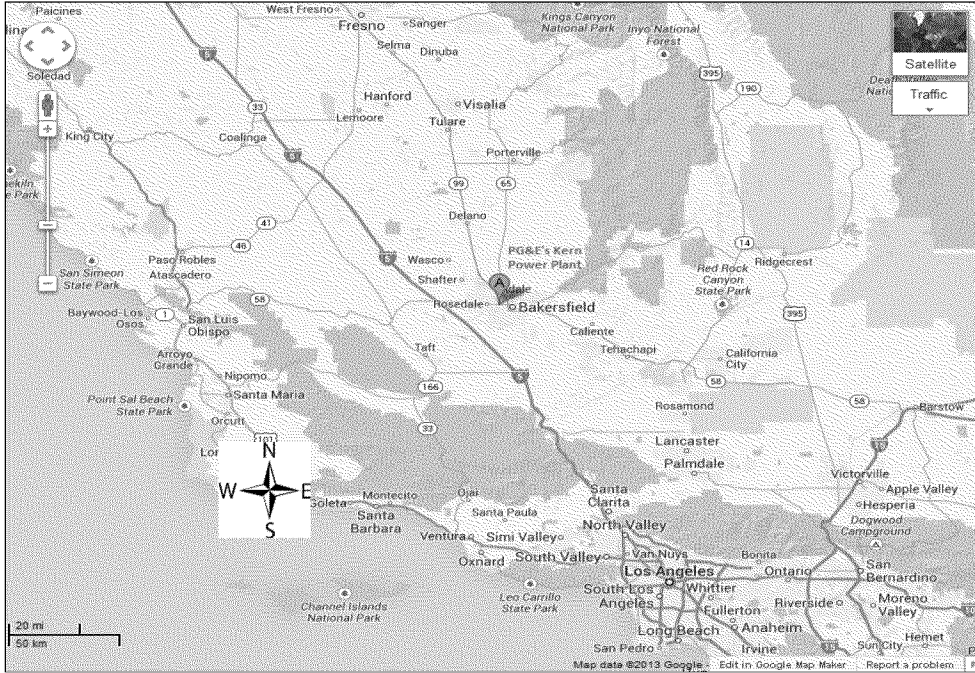 Paicines
West Fresno
Fresno
Sanger
Kings Canyon
National Park
Inyo National
Forest
Satellite
Traffic
Selma
Dinuba
Soledad
395
190
5
33
Hanford
Visalia
Lemoore
Tulare
King City
Coalinga
5
Porterville
99
65
41
Delano
46
14
PG&E's Kern
Power Plant
Paso Robles
Atascadero
Wasco
5
Ridgecrest
Red Rock
Canyon
State Park
San Simeon
State Park
Shafter
A
58
Rosedale
Bakersfield
395
Baywood-Los
Osos
1
San Luis
Obispo
Caliente
Taft
Tehachapi
California
City
Arroyo
Grande
Nipomo
166
5
58
Point Sal Beach
State Park
Santa Maria
Rosamond
58
Barstow
Orcutt
33
101
Lancaster
Palmdale
15
N
W E
S
Victorville
Apple Valley
Hesperia
Goleta
Montecito
Ojai
Santa
Clarita
Santa
Barbara
Santa Paula
Dogwood
Campground
North Valley
Ventura
Simi Valley
Oxnard
South Valley
Van Nuys
Bonita
Los Angeles
Ontario
San
Bernardino
South Los
Angeles
Whittier
Leo Carrillo
State Park
Channel Islands
National Park
Fullerton
Riverside
Moreno
Valley
Long Beach
Anaheim
20 mi
50 km
San Pedro
Irvine
15
Sun City
Hemet
Map data ©2013 Google - Edit in Google Map Maker Report a problem